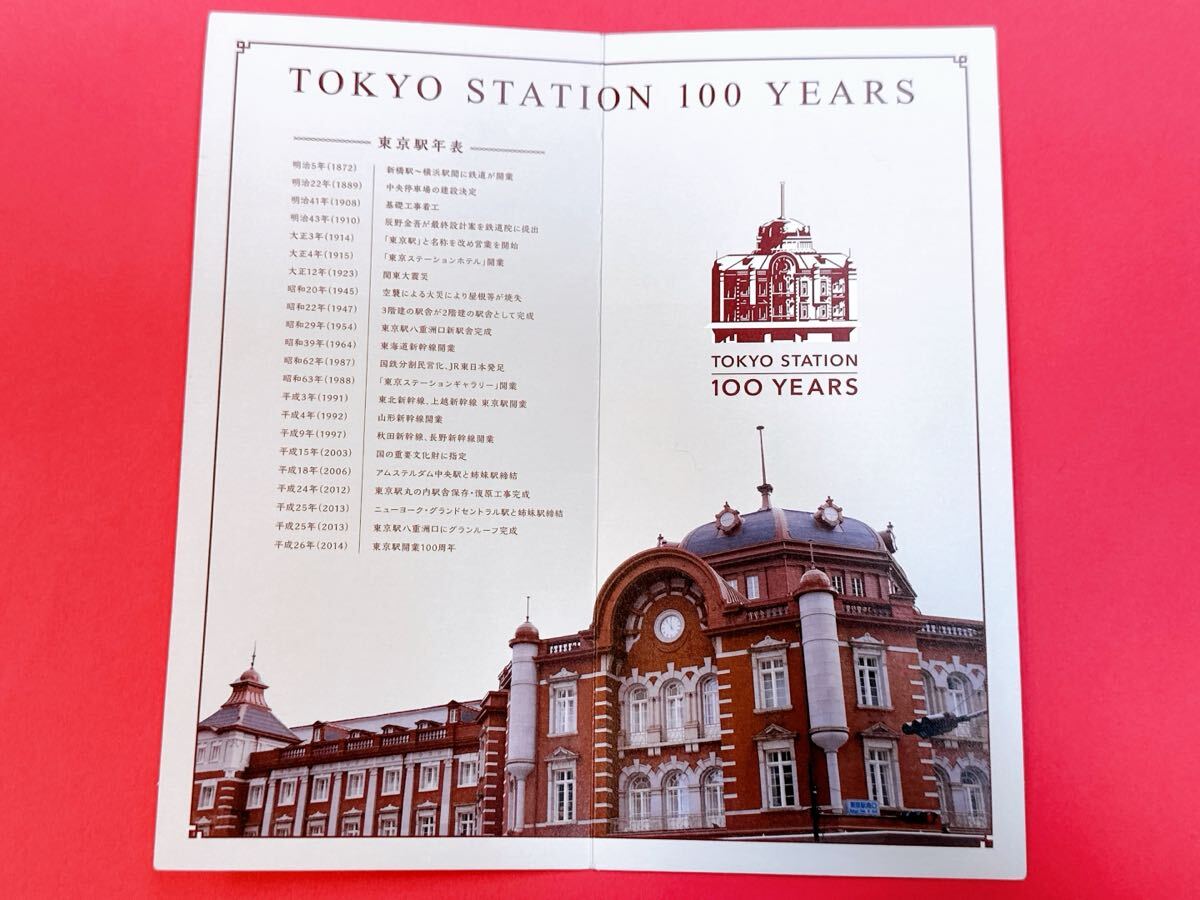 TOKYO STATION 100 YEARS
東京駅年表
明治5年(1872) 新橋駅～横浜駅間に鉄道が開業
明治22年(1889) 中央停車場の建設決定
明治41年(1908) 基礎工事着工
明治43年(1910) 辰野金吾が最終設計案を鉄道院に提出
大正3年(1914) 「東京駅」と名称を改め営業を開始
大正4年(1915) 「東京ステーションホテル」開業
大正12年(1923) 関東大震災
昭和20年(1945) 空襲による大災により屋根等が焼失
昭和22年(1947) 3階建の駅舎が2階建の駅舎として完成
昭和29年(1954) 東京駅八重洲口新駅舎完成
昭和39年(1964) 東海道新幹線開業
昭和62年(1987) 国鉄分割民営化、JR東日本発足
昭和63年(1988) 「東京ステーションギャラリー」開業
平成3年(1991) 東北新幹線、上越新幹線 東京駅開業
平成4年(1992) 山形新幹線開業
平成9年(1997) 秋田新幹線、長野新幹線開業
平成15年(2003) 国の重要文化財に指定
平成18年(2006) アムステルダム中央駅と姉妹駅締結
平成24年(2012) 東京駅丸の内駅舎保存・復原工事完成
平成25年(2013) ニューヨーク・グランドセントラル駅と姉妹駅締結
平成25年(2013) 東京駅八重洲口にグランルーフ完成
平成26年(2014) 東京駅開業100周年
TOKYO STATION
100 YEARS